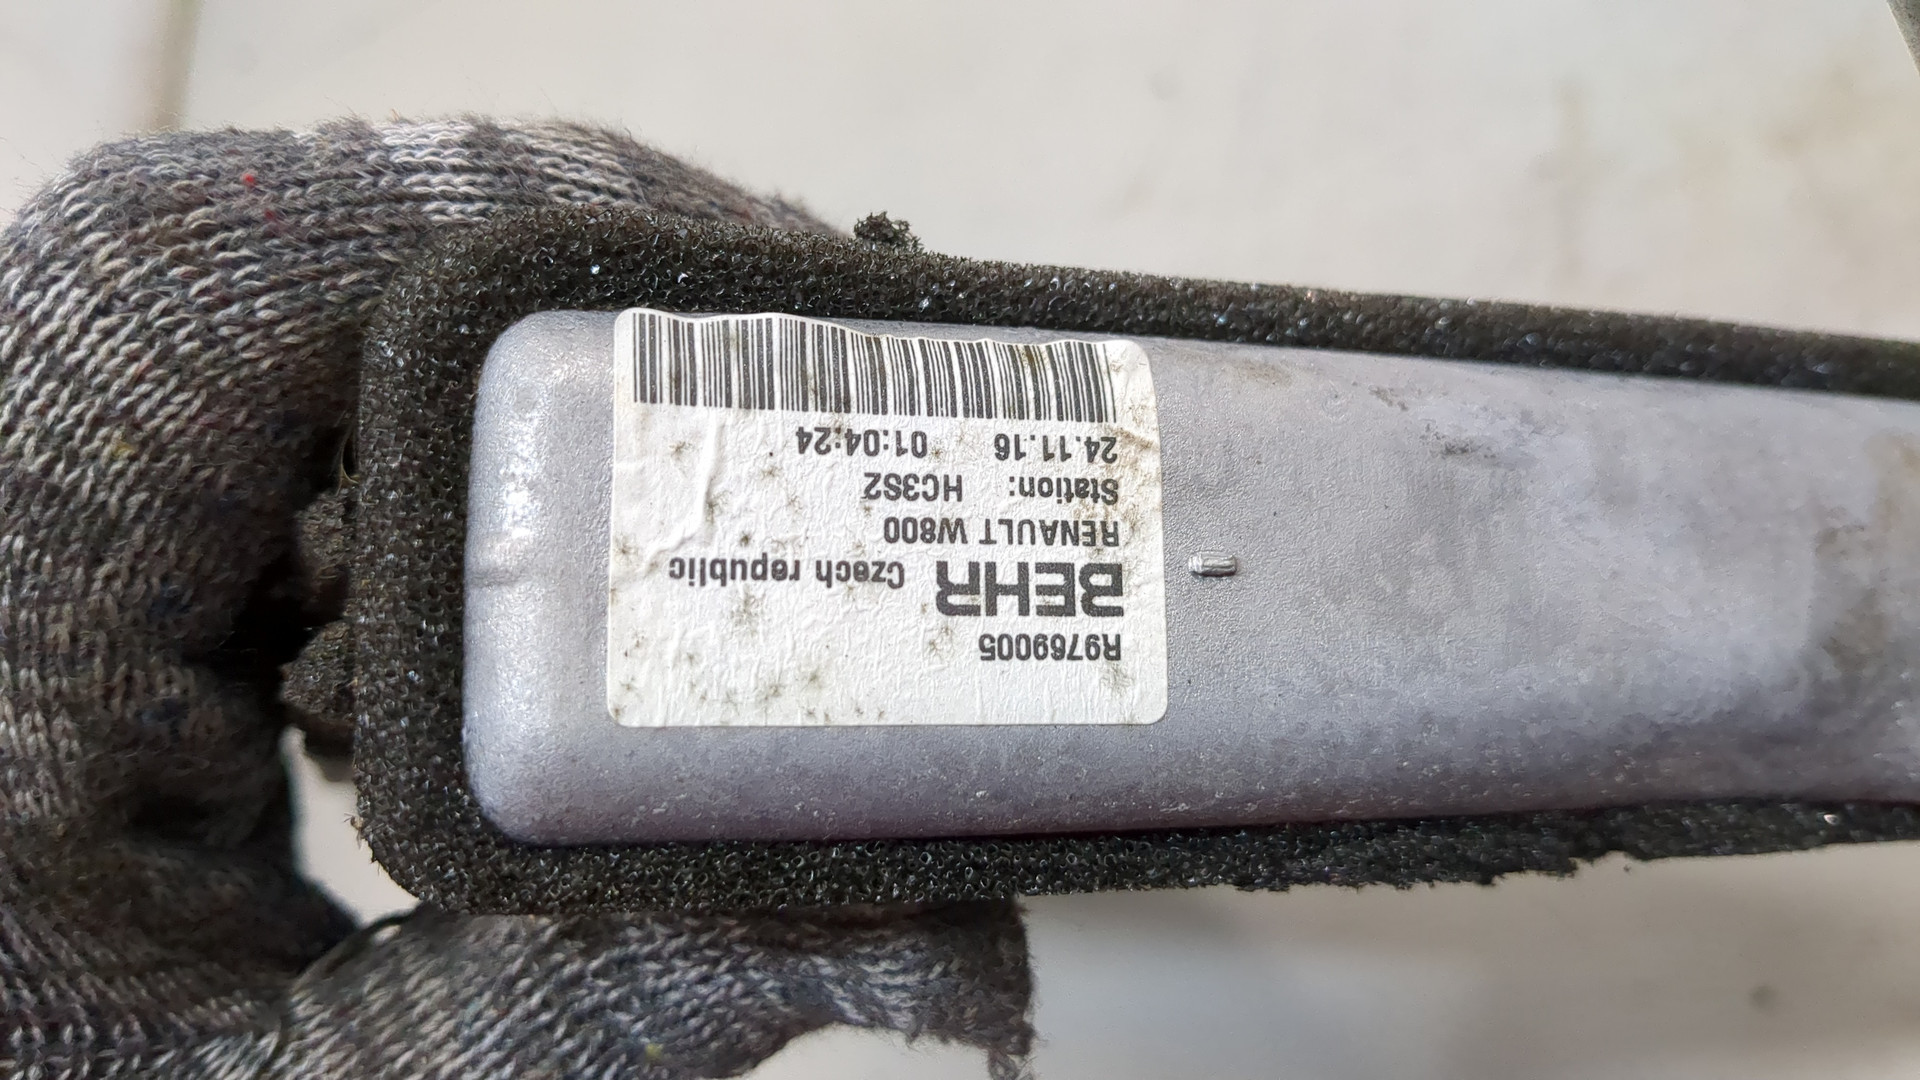 R9769005
BEHR Czech republic
RENAULT W800
Station: HC3S2
24.11.16 01:04:24